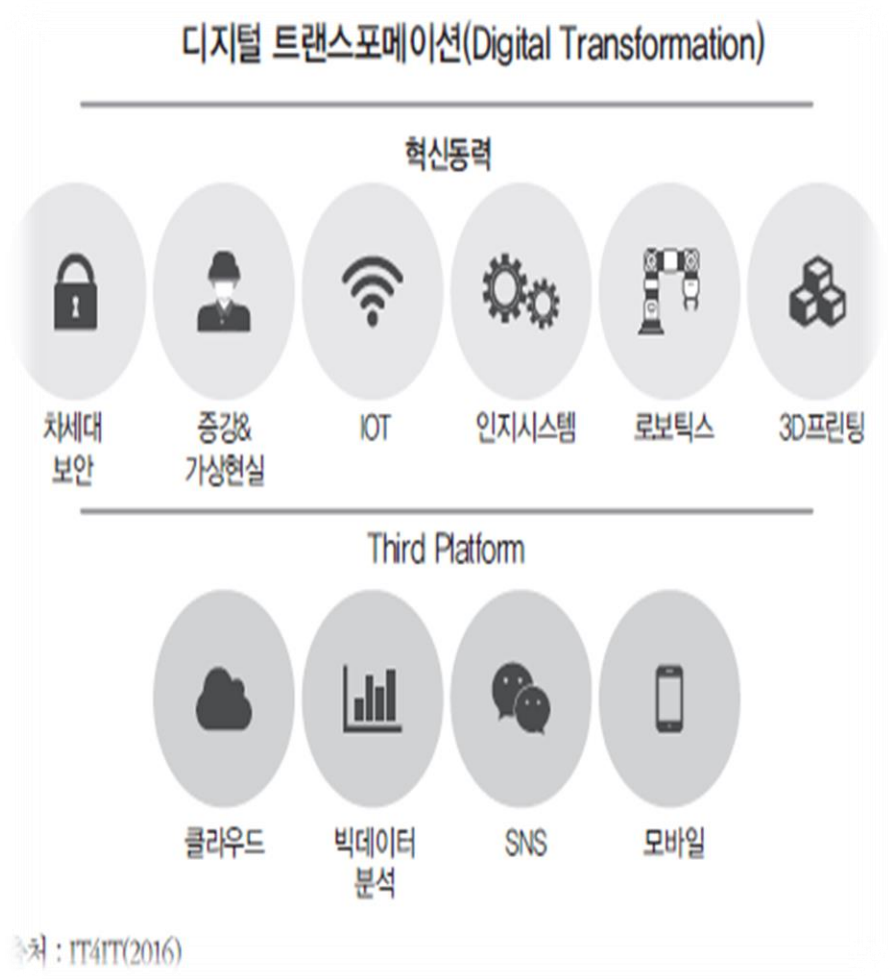 디지털 트랜스포메이션(Digital Transformation)
혁신동력
차세대
보안
증강&
가상현실
IOT
인지시스템
로보틱스
3D프린팅
Third Platform
클라우드
빅데이터
분석
SNS
모바일
출처 : IT4IT(2016)